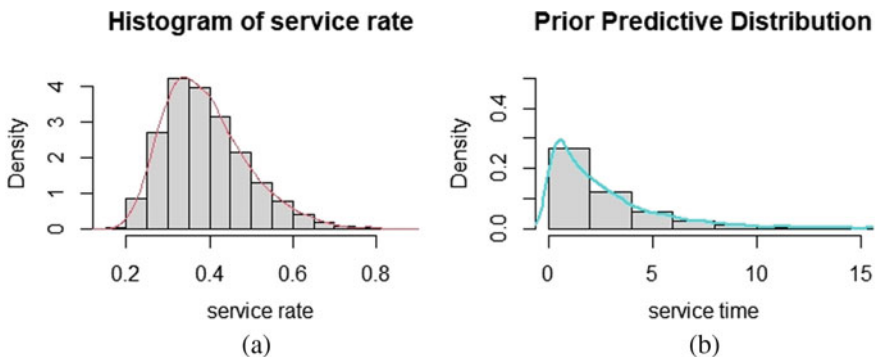 Histogram of service rate
Density
0 1 2 3 4
0.2 0.4 0.6 0.8
service rate
(a)
Prior Predictive Distribution
Density
0.0 0.2 0.4
0 5 10 15
service time
(b)